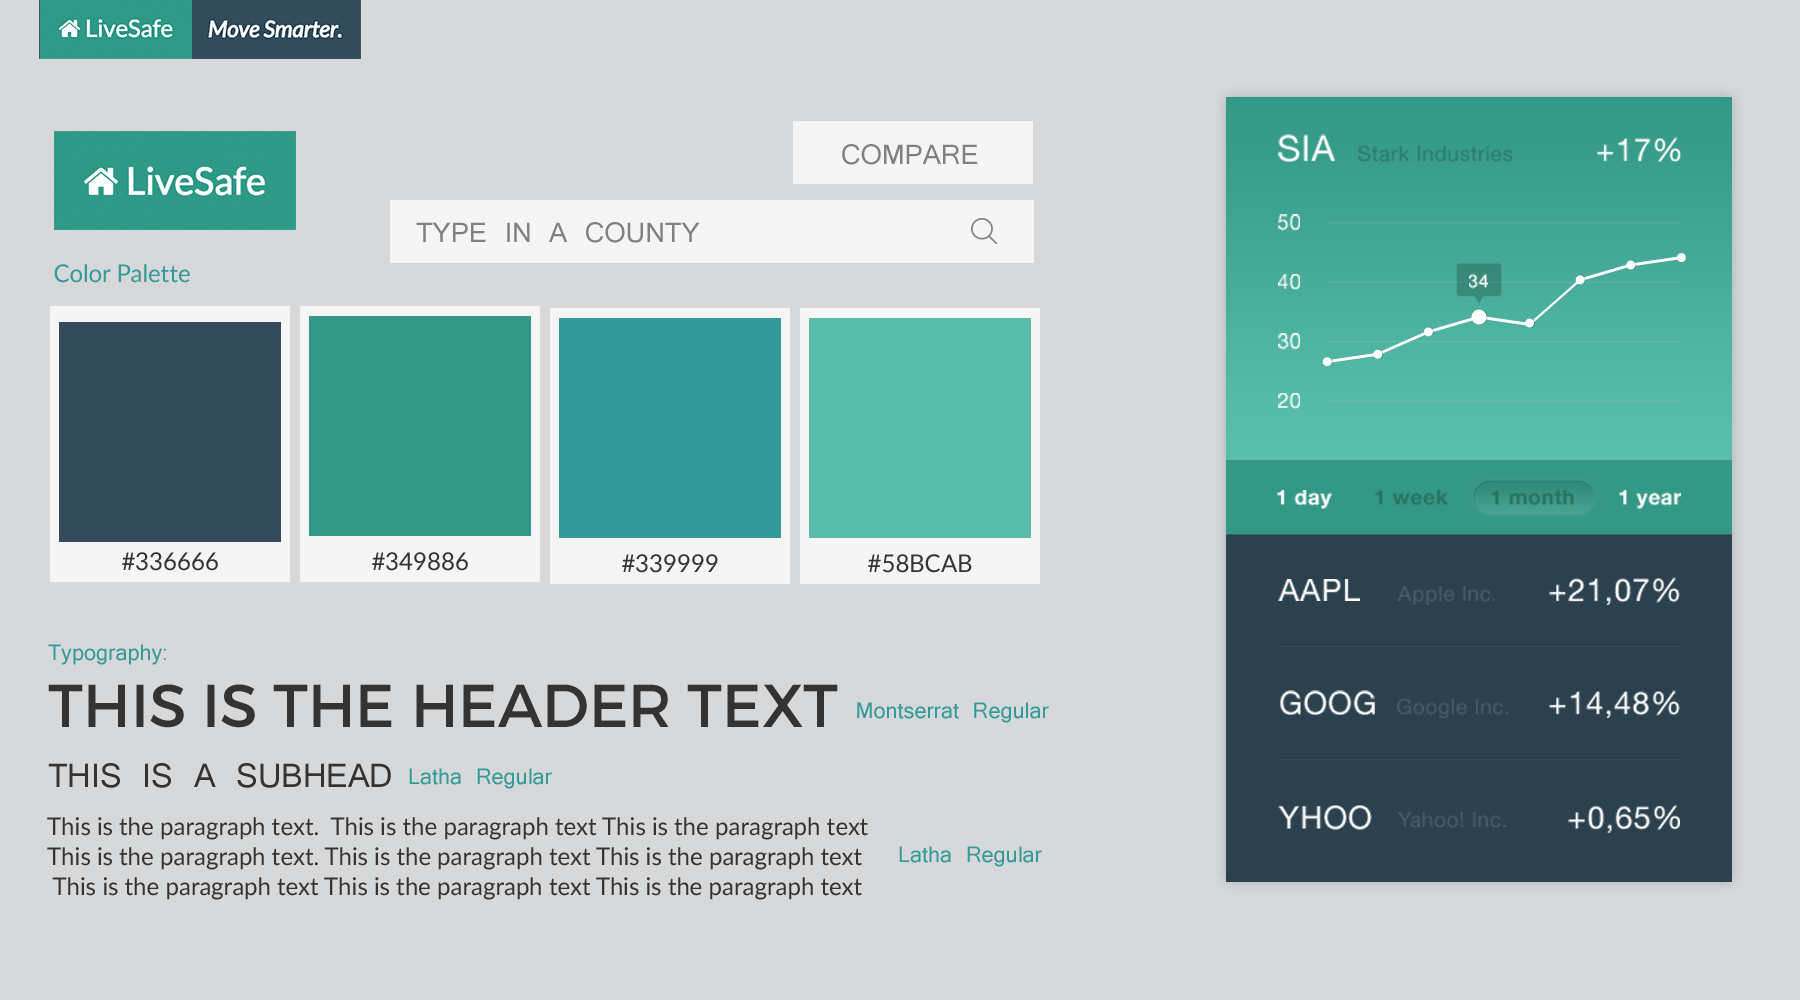 LiveSafe Move Smarter.
LiveSafe
COMPARE
TYPE IN A COUNTY
Color Palette
#336666 #349886 #339999 #58BCAB
Typography:
THIS IS THE HEADER TEXT Montserrat Regular
THIS IS A SUBHEAD Latha Regular
This is the paragraph text. This is the paragraph text This is the paragraph text
This is the paragraph text. This is the paragraph text This is the paragraph text
This is the paragraph text This is the paragraph text This is the paragraph text
Latha Regular
SIA Stark Industries +17%
50
40
34
30
20
1 day 1 week 1 month 1 year
AAPL Apple Inc. +21,07%
GOOG Google Inc. +14,48%
YHOO Yahoo! Inc. +0,65%